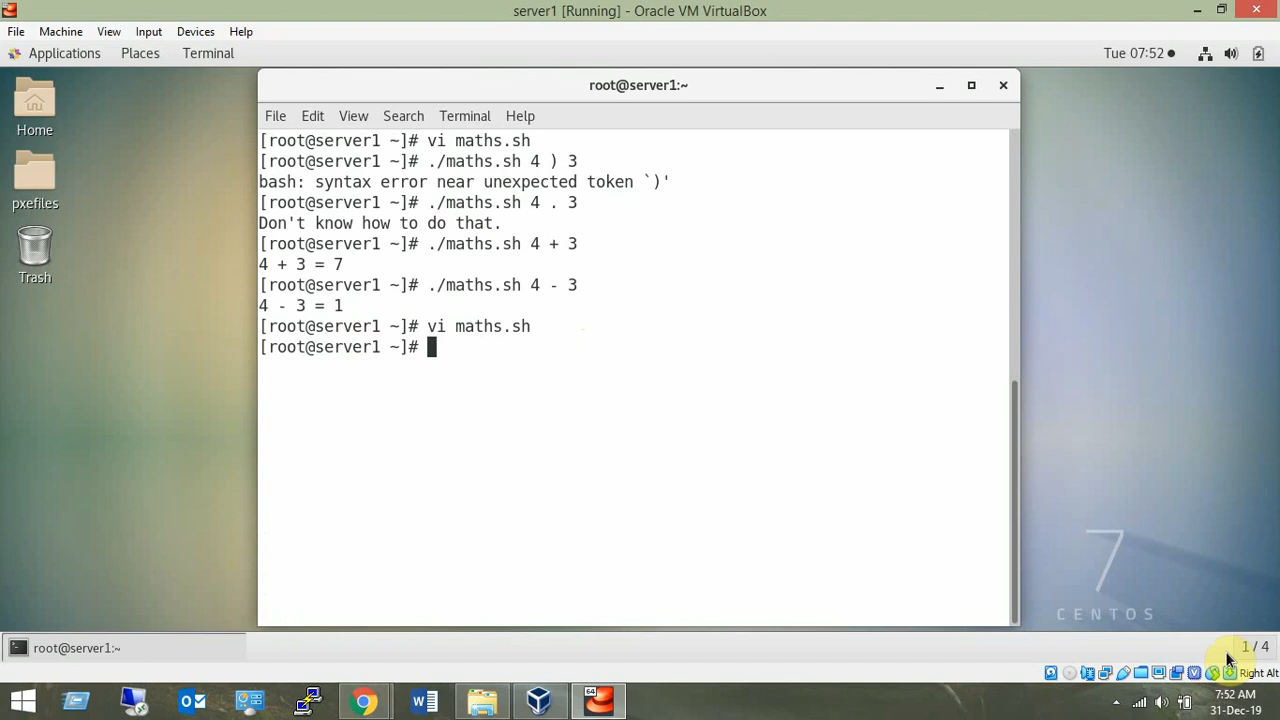 server1 [Running] - Oracle VM VirtualBox
File Machine View Input Devices Help
Applications Places Terminal Tue 07:52
root@server1:~
File Edit View Search Terminal Help
Home
pxefiles
Trash
[root@server1 ~]# vi maths.sh
[root@server1 ~]# ./maths.sh 4 ) 3
bash: syntax error near unexpected token `)'
[root@server1 ~]# ./maths.sh 4 . 3
Don't know how to do that.
[root@server1 ~]# ./maths.sh 4 + 3
4 + 3 = 7
[root@server1 ~]# ./maths.sh 4 - 3
4 - 3 = 1
[root@server1 ~]# vi maths.sh
[root@server1 ~]#
7
CENTOS
root@server1:~ 1 / 4
Right Alt
64
7:52 AM
31-Dec-19